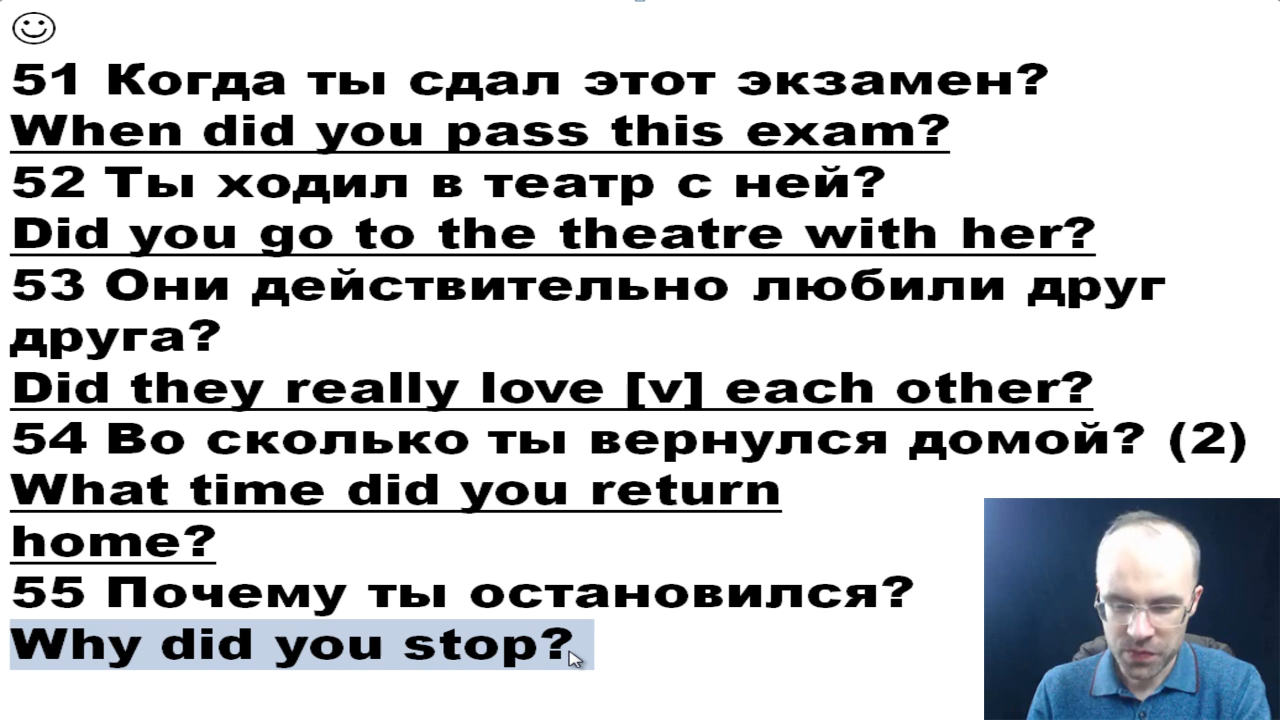 51 Когда ты сдал этот экзамен?
When did you pass this exam?
52 Ты ходил в театр с ней?
Did you go to the theatre with her?
53 Они действительно любили друг
друга?
Did they really love [v] each other?
54 Во сколько ты вернулся домой? (2)
What time did you return
home?
55 Почему ты остановился?
Why did you stop?